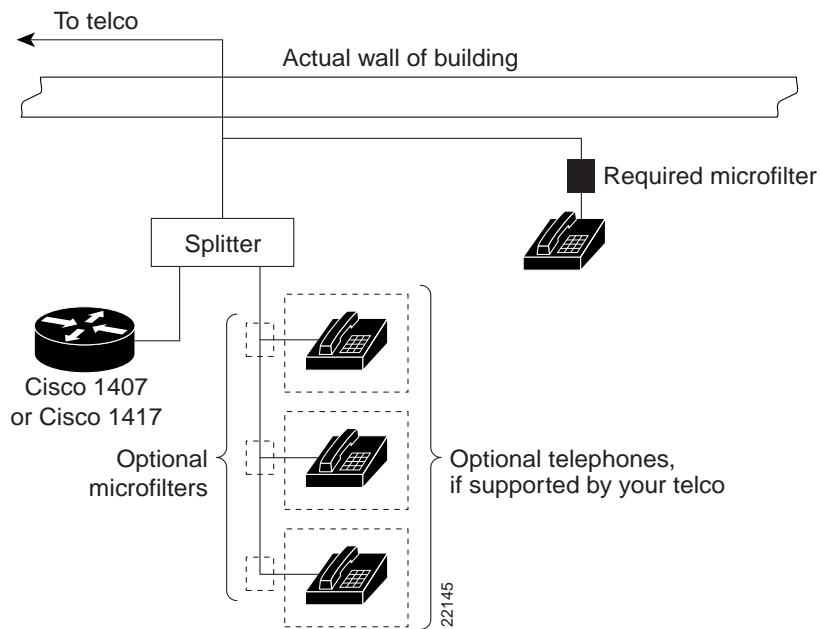 To telco
Actual wall of building
Required microfilter
Splitter
Cisco 1407
or Cisco 1417
Optional
microfilters
Optional telephones,
if supported by your telco
22145